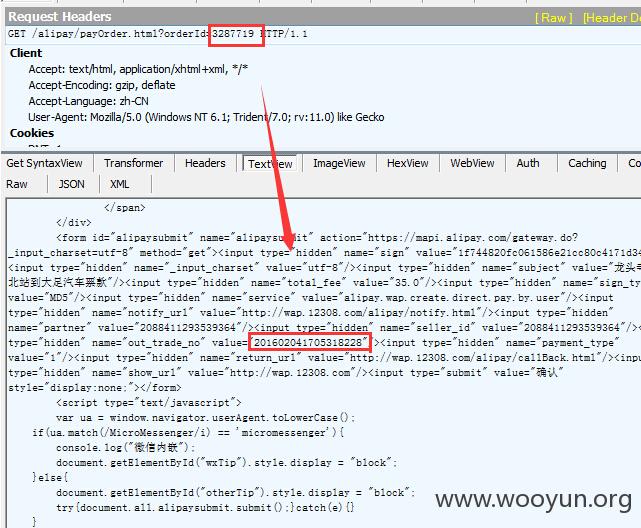 Request Headers [ Raw ] [Header De
GET /alipay/payOrder.html?orderId=3287719 HTTP/1.1
Client
Accept: text/html, application/xhtml+xml, */*
Accept-Encoding: gzip, deflate
Accept-Language: zh-CN
User-Agent: Mozilla/5.0 (Windows NT 6.1; Trident/7.0; rv:11.0) like Gecko
Cookies
Get SyntaxView Transformer Headers TextView ImageView HexView WebView Auth Caching Co
Raw JSON XML
</span>
</div>
<form id="alipaysubmit" name="alipaysubmit" action="https://mapi.alipay.com/gateway.do?
_input_charset=utf-8" method="get"><input type="hidden" name="sign" value="1f744820fc061586e21cc80c4171d34
<input type="hidden" name="_input_charset" value="utf-8"/><input type="hidden" name="subject" value="龙头寺
北站到大足汽车票款"/><input type="hidden" name="total_fee" value="35.0"/><input type="hidden" name="sign_ty
value="MD5"/><input type="hidden" name="service" value="alipay.wap.create.direct.pay.by.user"/><input
type="hidden" name="notify_url" value="http://wap.12308.com/alipay/notify.html"/><input type="hidden"
name="partner" value="2088411293539364"/><input type="hidden" name="seller_id" value="2088411293539364"/><
type="hidden" name="out_trade_no" value="201602041705318228"/><input type="hidden" name="payment_type"
value="1"/><input type="hidden" name="return_url" value="http://wap.12308.com/alipay/callBack.html"/><inpu
type="hidden" name="show_url" value="http://wap.12308.com"/><input type="submit" value="确认"
style="display:none;"></form>
<script type="text/javascript">
var ua = window.navigator.userAgent.toLowerCase();
if(ua.match(/MicroMessenger/i) == 'micromessenger'){
console.log("微信内嵌");
document.getElementById("wxTip").style.display = "block";
}else{
document.getElementById("otherTip").style.display = "block";
try{document.all.alipaysubmit.submit();}catch(e){}
}
www.wooyun.org